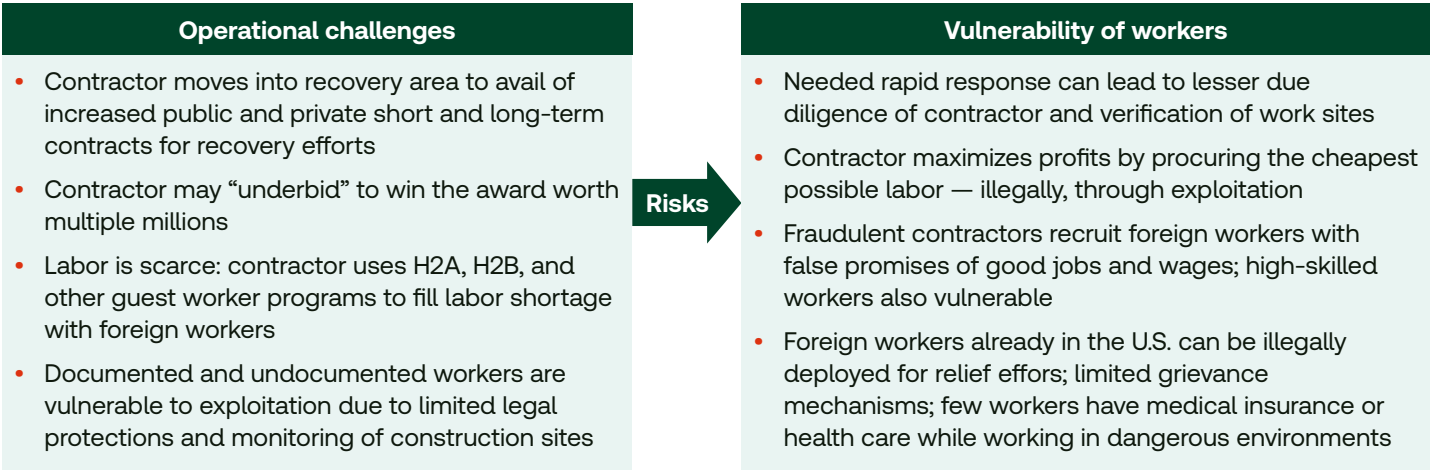 Operational challenges
• Contractor moves into recovery area to avail of
increased public and private short and long-term
contracts for recovery efforts
• Contractor may “underbid” to win the award worth
multiple millions
• Labor is scarce: contractor uses H2A, H2B, and
other guest worker programs to fill labor shortage
with foreign workers
• Documented and undocumented workers are
vulnerable to exploitation due to limited legal
protections and monitoring of construction sites
Risks
Vulnerability of workers
• Needed rapid response can lead to lesser due
diligence of contractor and verification of work sites
• Contractor maximizes profits by procuring the cheapest
possible labor — illegally, through exploitation
• Fraudulent contractors recruit foreign workers with
false promises of good jobs and wages; high-skilled
workers also vulnerable
• Foreign workers already in the U.S. can be illegally
deployed for relief effors; limited grievance
mechanisms; few workers have medical insurance or
health care while working in dangerous environments